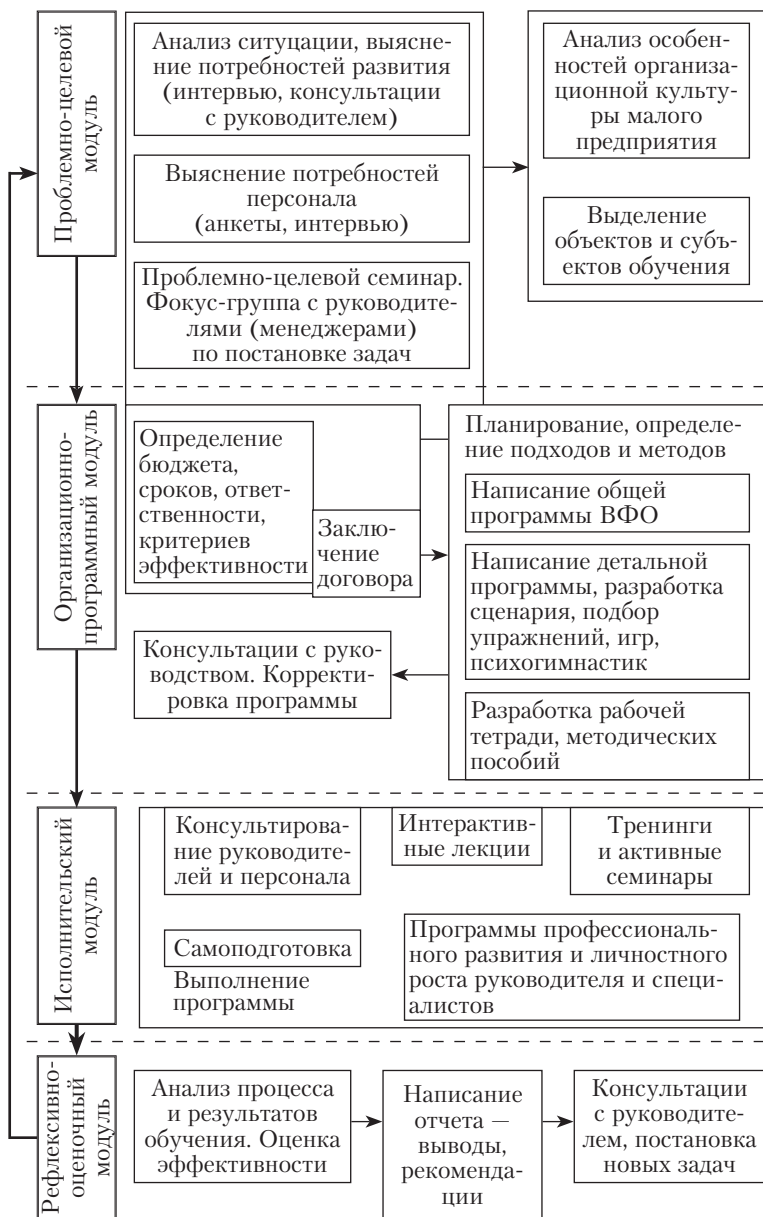 Проблемно-целевой
модуль
Анализ ситуцации, выясне-
ние потребностей развития
(интервью, консультации
с руководителем)
Выяснение потребностей
персонала
(анкеты, интервью)
Проблемно-целевой семинар.
Фокус-группа с руководите-
лями (менеджерами)
по постановке задач
Анализ особен-
ностей организа-
ционной культу-
ры малого
предприятия
Выделение
объектов и субъ-
ектов обучения
Организационно-
программный модуль
Определение
бюджета,
сроков, ответ-
ственности,
критериев
эффективности
Заклю-
чение
договора
Планирование, определе-
ние подходов и методов
Написание общей
программы ВФО
Написание детальной
программы, разработка
сценария, подбор
упражнений, игр,
психогимнастик
Разработка рабочей
тетради, методических
пособий
Консультации с руко-
водством. Корректи-
ровка программы
Исполнительский
модуль
Консультирова-
ние руководите-
лей и персонала
Интерактив-
ные лекции
Тренинги
и активные
семинары
Самоподготовка
Выполнение
программы
Программы профессиональ-
ного развития и личностного
роста руководителя и специ-
алистов
Рефлексивно-
оценочный
модуль
Анализ процесса
и результатов
обучения. Оценка
эффективности
Написание
отчета —
выводы,
рекоменда-
ции
Консультации
с руководите-
лем, постановка
новых задач